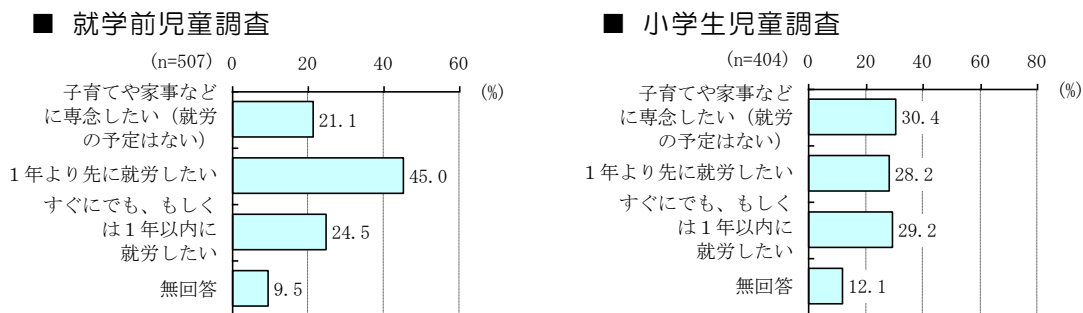 ■ 就学前児童調査
(n=507) 0 20 40 60
(%)
子育てや家事など
に専念したい（就労
の予定はない）
21.1
１年より先に就労したい
45.0
すぐにでも、もしく
は１年以内に
就労したい
24.5
無回答
9.5
■ 小学生児童調査
(n=404) 0 20 40 60 80
(%)
子育てや家事など
に専念したい（就労
の予定はない）
30.4
１年より先に就労したい
28.2
すぐにでも、もしく
は１年以内に
就労したい
29.2
無回答
12.1